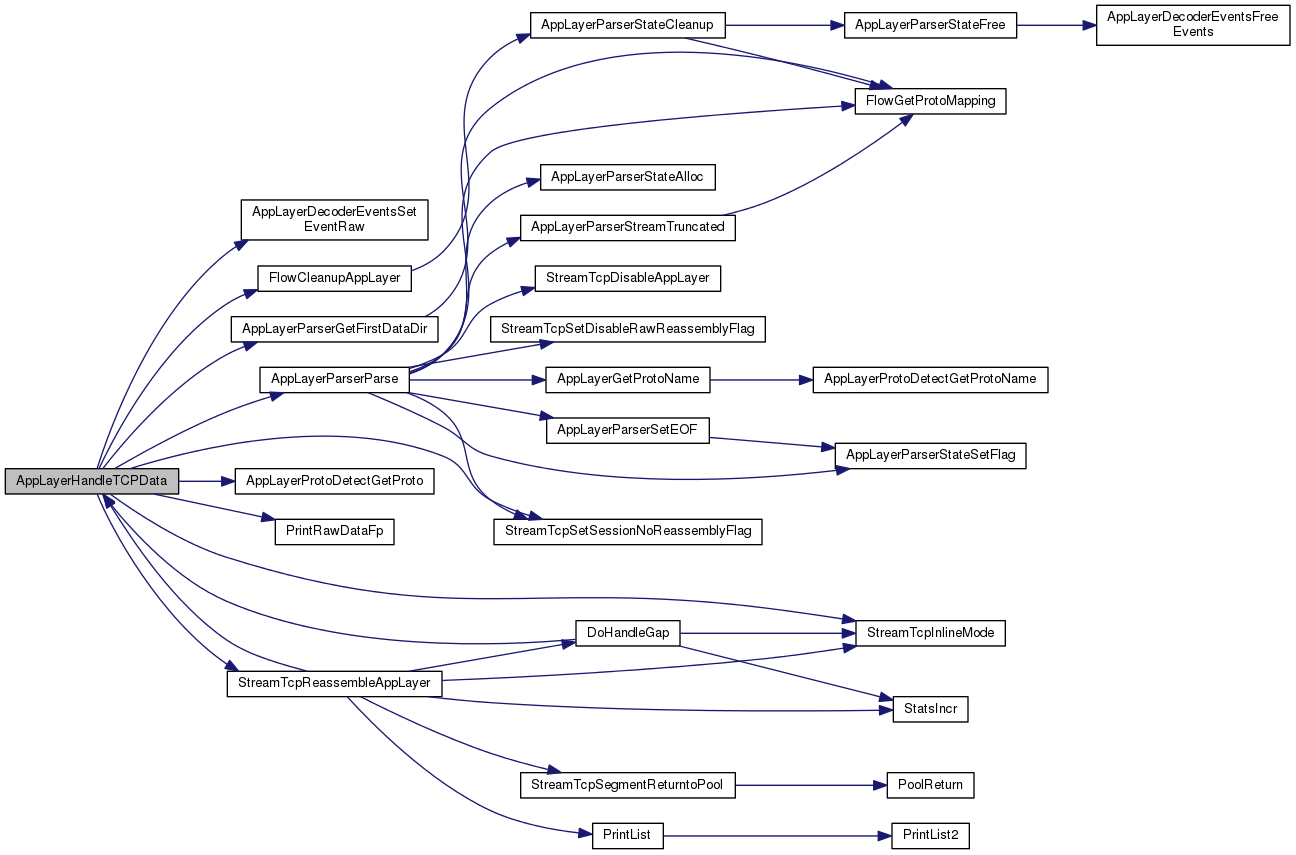 AppLayerParserStateCleanup
AppLayerParserStateFree
AppLayerDecoderEventsFree
Events
FlowGetProtoMapping
AppLayerParserStateAlloc
AppLayerDecoderEventsSet
EventRaw
AppLayerParserStreamTruncated
FlowCleanupAppLayer
StreamTcpDisableAppLayer
AppLayerParserGetFirstDataDir
StreamTcpSetDisableRawReassemblyFlag
AppLayerParserParse
AppLayerGetProtoName
AppLayerProtoDetectGetProtoName
AppLayerParserSetEOF
AppLayerParserStateSetFlag
AppLayerHandleTCPData
AppLayerProtoDetectGetProto
PrintRawDataFp
StreamTcpSetSessionNoReassemblyFlag
DoHandleGap
StreamTcpInlineMode
StreamTcpReassembleAppLayer
StatsIncr
StreamTcpSegmentReturntoPool
PoolReturn
PrintList
PrintList2